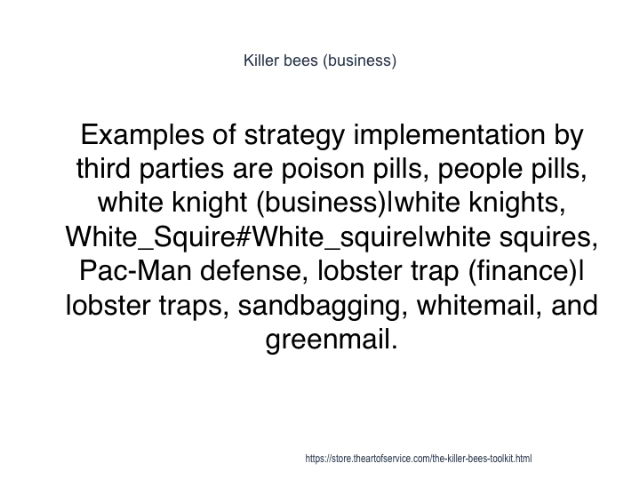 Killer bees (business)
Examples of strategy implementation by
third parties are poison pills, people pills,
white knight (business)|white knights,
White_Squire#White_squire|white squires,
Pac-Man defense, lobster trap (finance)|
lobster traps, sandbagging, whitemail, and
greenmail.
https://store.theartofservice.com/the-killer-bees-toolkit.html